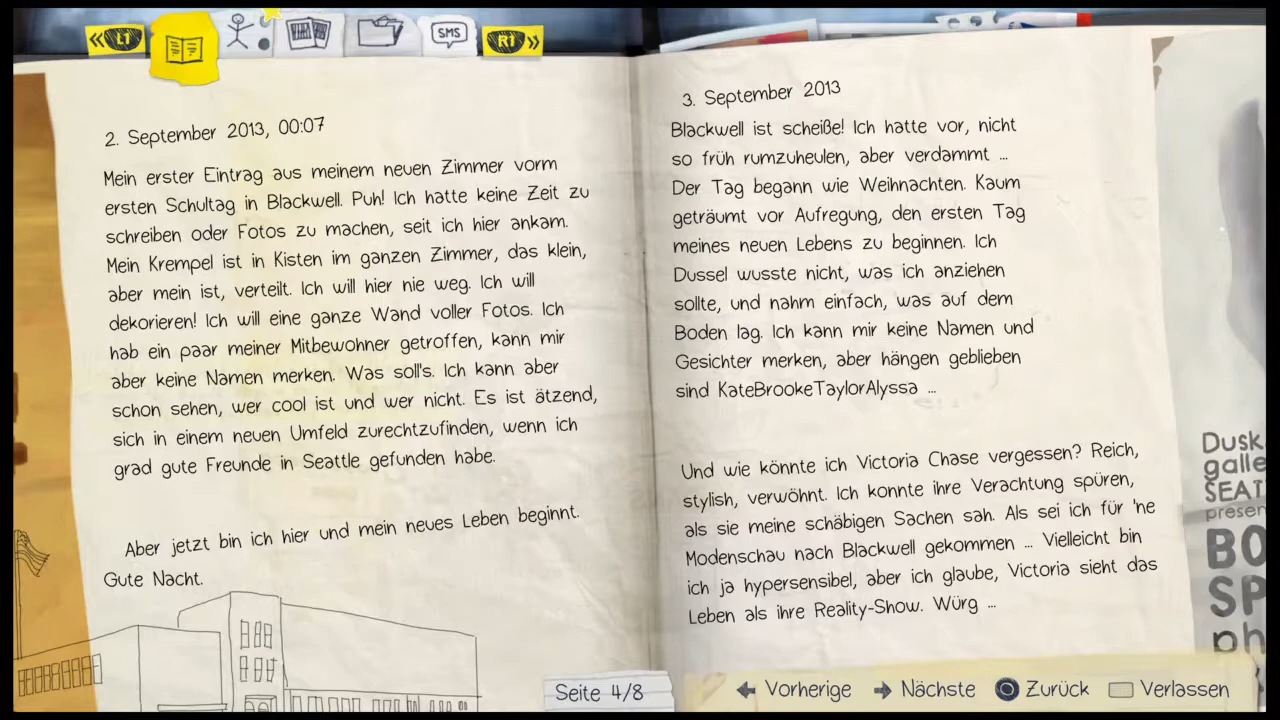 L1
SMS
R1
2. September 2013, 00:07
Mein erster Eintrag aus meinem neuen Zimmer vorm
ersten Schultag in Blackwell. Puh! Ich hatte keine Zeit zu
schreiben oder Fotos zu machen, seit ich hier ankam.
Mein Krempel ist in Kisten im ganzen Zimmer, das klein,
aber mein ist, verteilt. Ich will hier nie weg. Ich will
dekorieren! Ich will eine ganze Wand voller Fotos. Ich
hab ein paar meiner Mitbewohner getroffen, kann mir
aber keine Namen merken. Was soll's. Ich kann aber
schon sehen, wer cool ist und wer nicht. Es ist ätzend,
sich in einem neuen Umfeld zurechtzufinden, wenn ich
grad gute Freunde in Seattle gefunden habe.
Aber jetzt bin ich hier und mein neues Leben beginnt.
Gute Nacht.
3. September 2013
Blackwell ist scheiße! Ich hatte vor, nicht
so früh rumzuheulen, aber verdammt ...
Der Tag begann wie Weihnachten. Kaum
geträumt vor Aufregung, den ersten Tag
meines neuen Lebens zu beginnen. Ich
Dussel wusste nicht, was ich anziehen
sollte, und nahm einfach, was auf dem
Boden lag. Ich kann mir keine Namen und
Gesichter merken, aber hängen geblieben
sind KateBrookeTaylorAlyssa ...
Und wie könnte ich Victoria Chase vergessen? Reich,
stylish, verwöhnt. Ich konnte ihre Verachtung spüren,
als sie meine schäbigen Sachen sah. Als sei ich für 'ne
Modenschau nach Blackwell gekommen ... Vielleicht bin
ich ja hypersensibel, aber ich glaube, Victoria sieht das
Leben als ihre Reality-Show. Würg ...
Dusk
galle
SEAT
presen
BO
SP
ph
Seite 4/8
Vorherige Nächste Zurück Verlassen